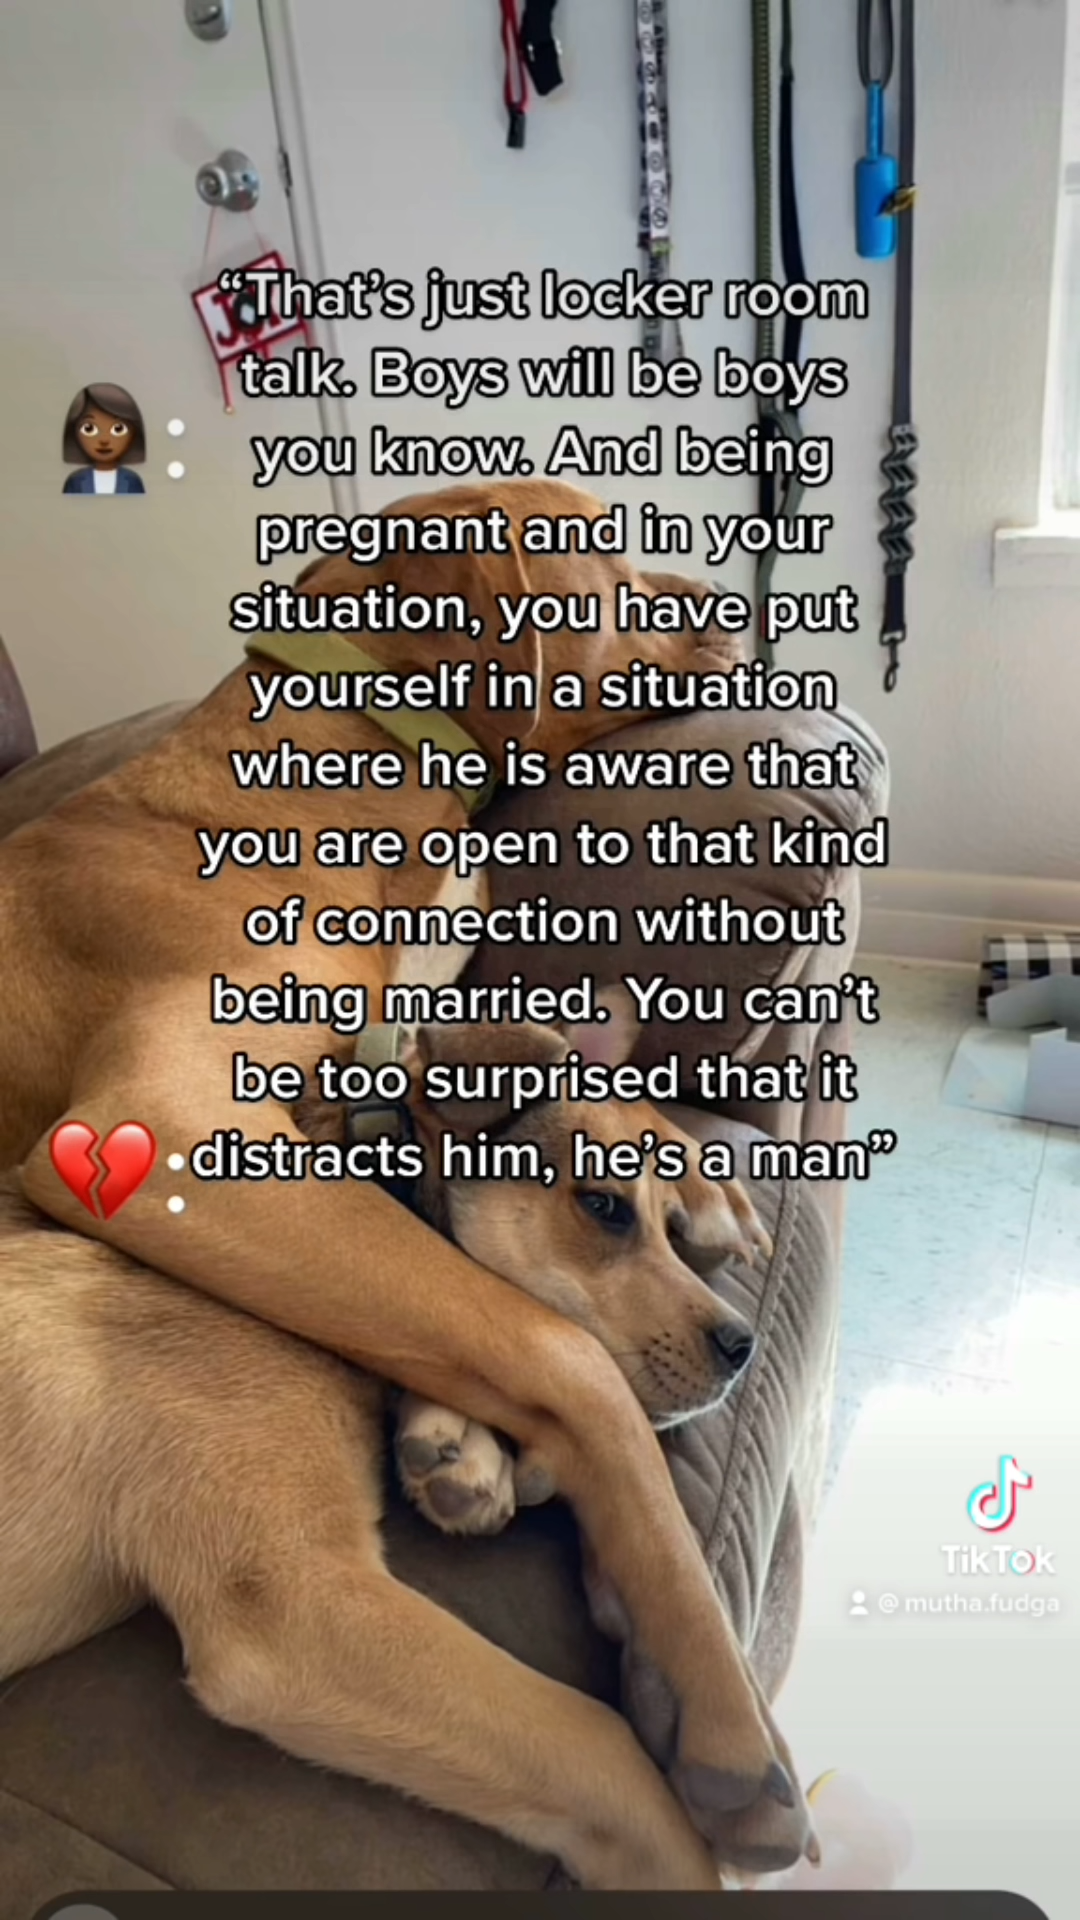 “That’s just locker room
talk. Boys will be boys
you know. And being
pregnant and in your
situation, you have put
yourself in a situation
where he is aware that
you are open to that kind
of connection without
being married. You can’t
be too surprised that it
distracts him, he’s a man”
:
:
JOY
TikTok
@mutha.fudga